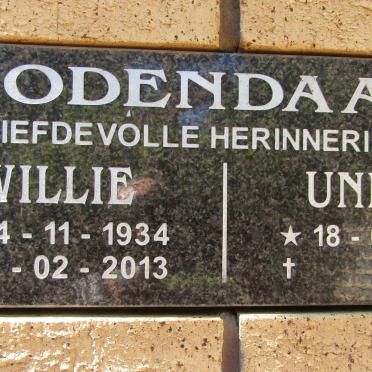 ODENDAA
IEFDEVOLLE HERINNERI
WILLIE UN
4 - 11 - 1934 ★ 18 -
- 02 - 2013 ✝